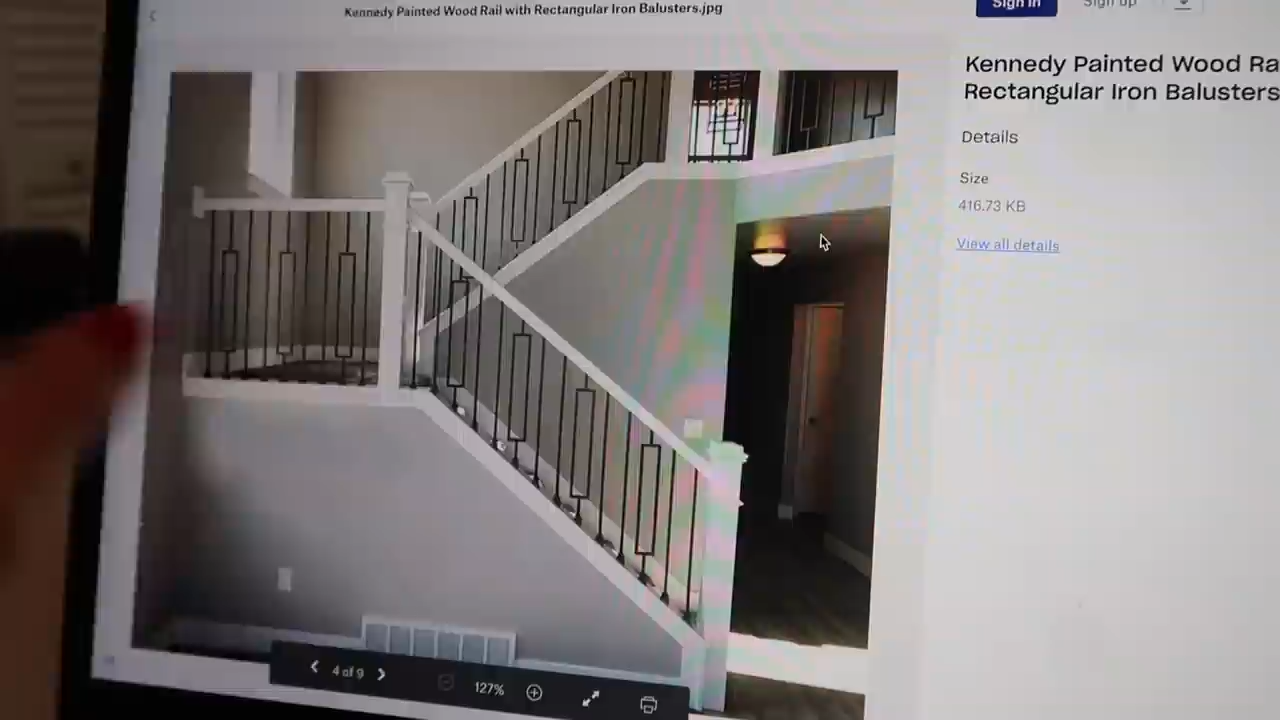 Kennedy Painted Wood Rail with Rectangular Iron Balusters.jpg
Sign in
Sign up
Kennedy Painted Wood Ra
Rectangular Iron Balusters
Details
Size
416.73 KB
View all details
4 of 9
127%